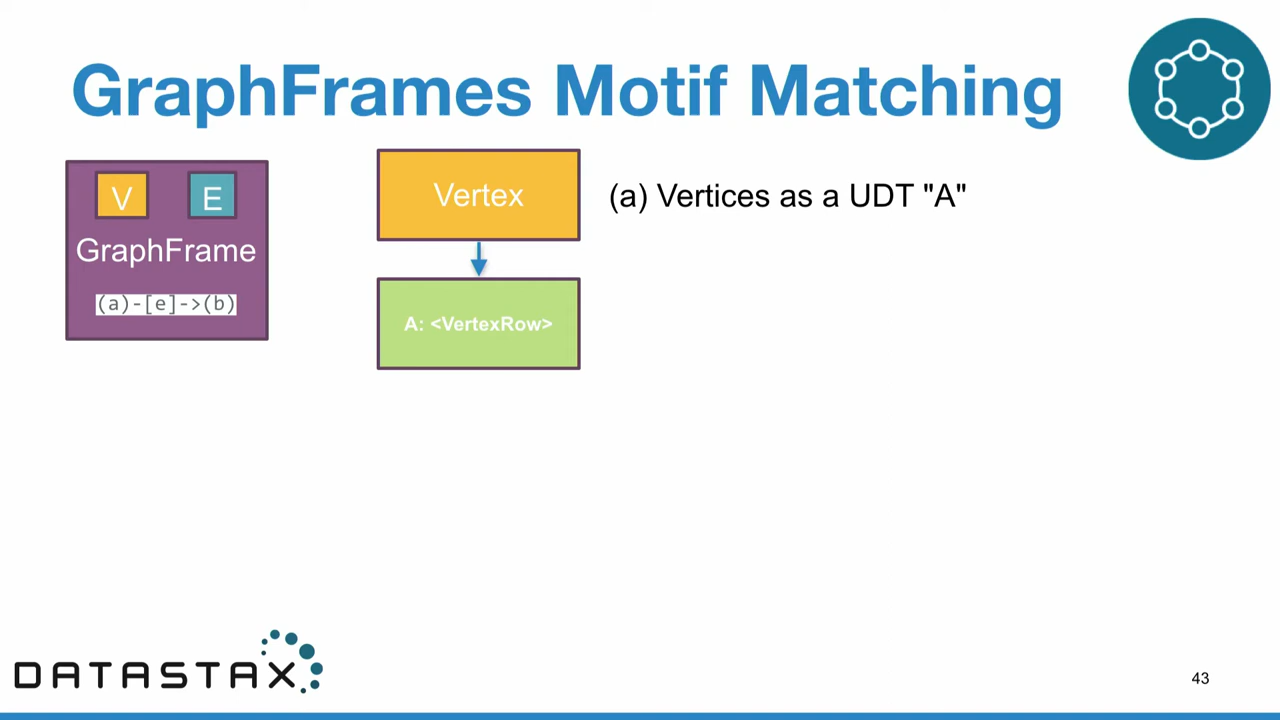 GraphFrames Motif Matching
V E
GraphFrame
(a)-[e]->(b)
Vertex
(a) Vertices as a UDT "A"
A: <VertexRow>
DATASTAX
43